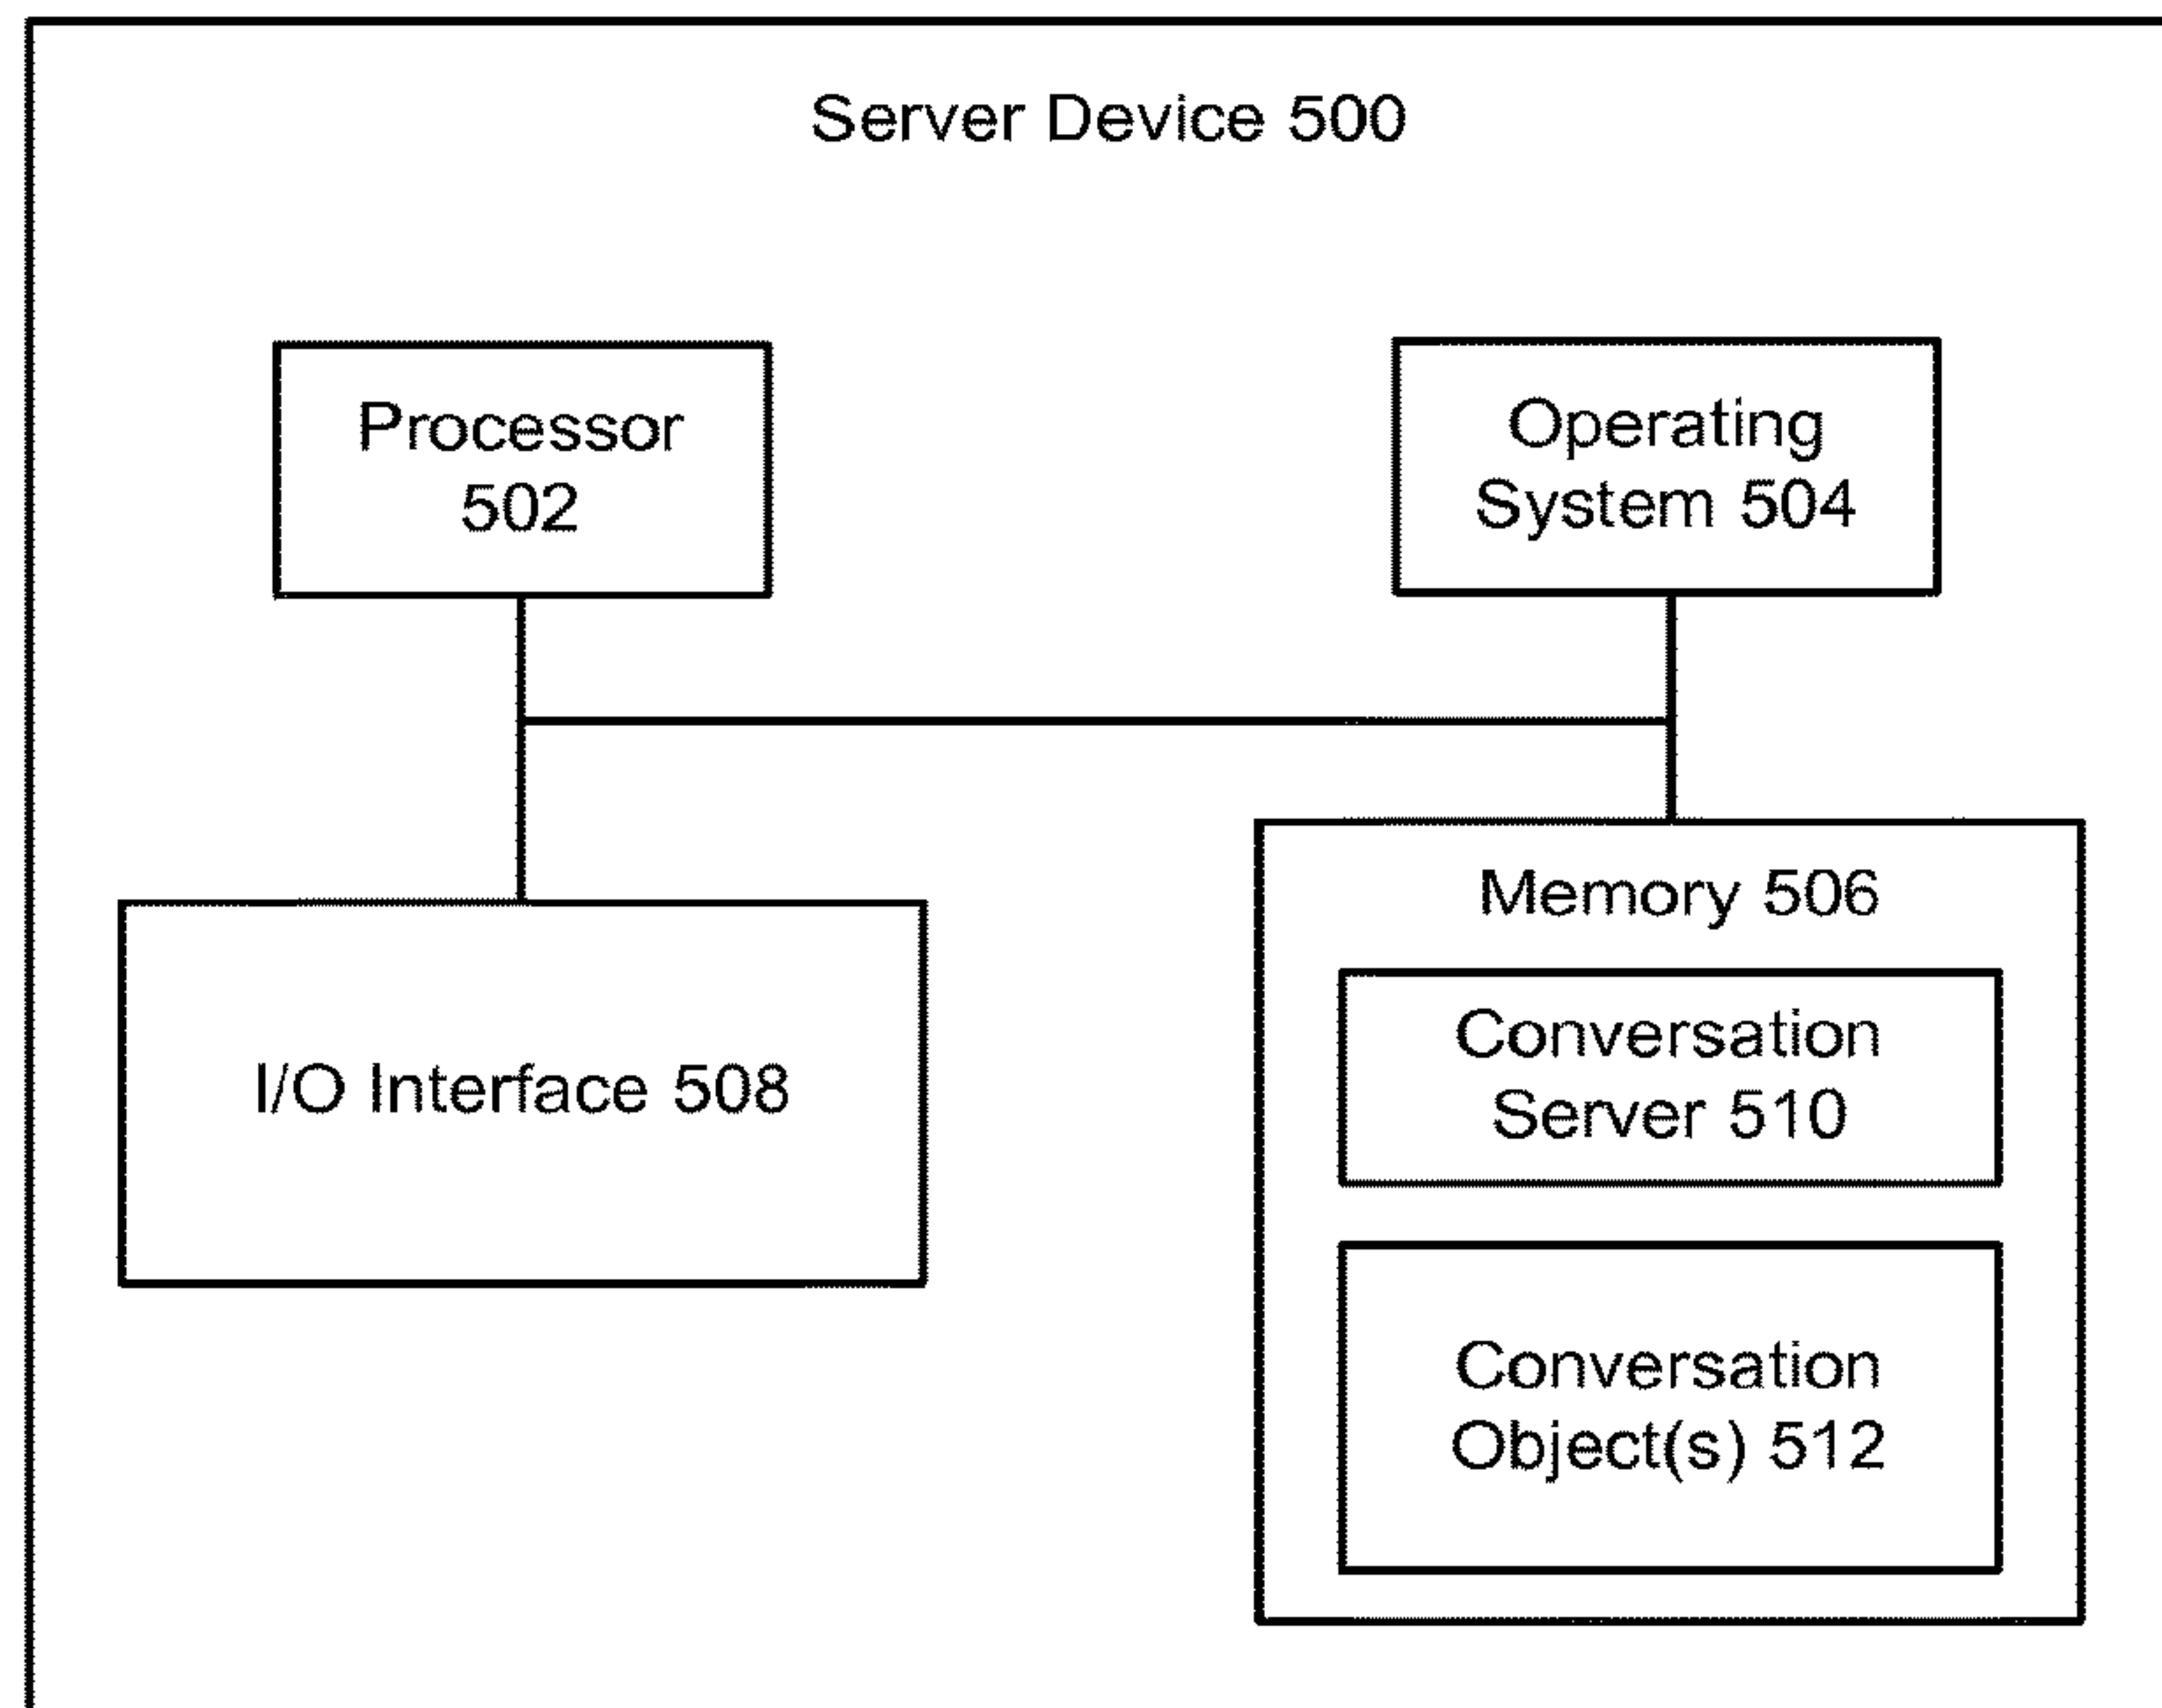 Server Device 500
Processor
502
Operating
System 504
I/O Interface 508
Memory 506
Conversation
Server 510
Conversation
Object(s) 512